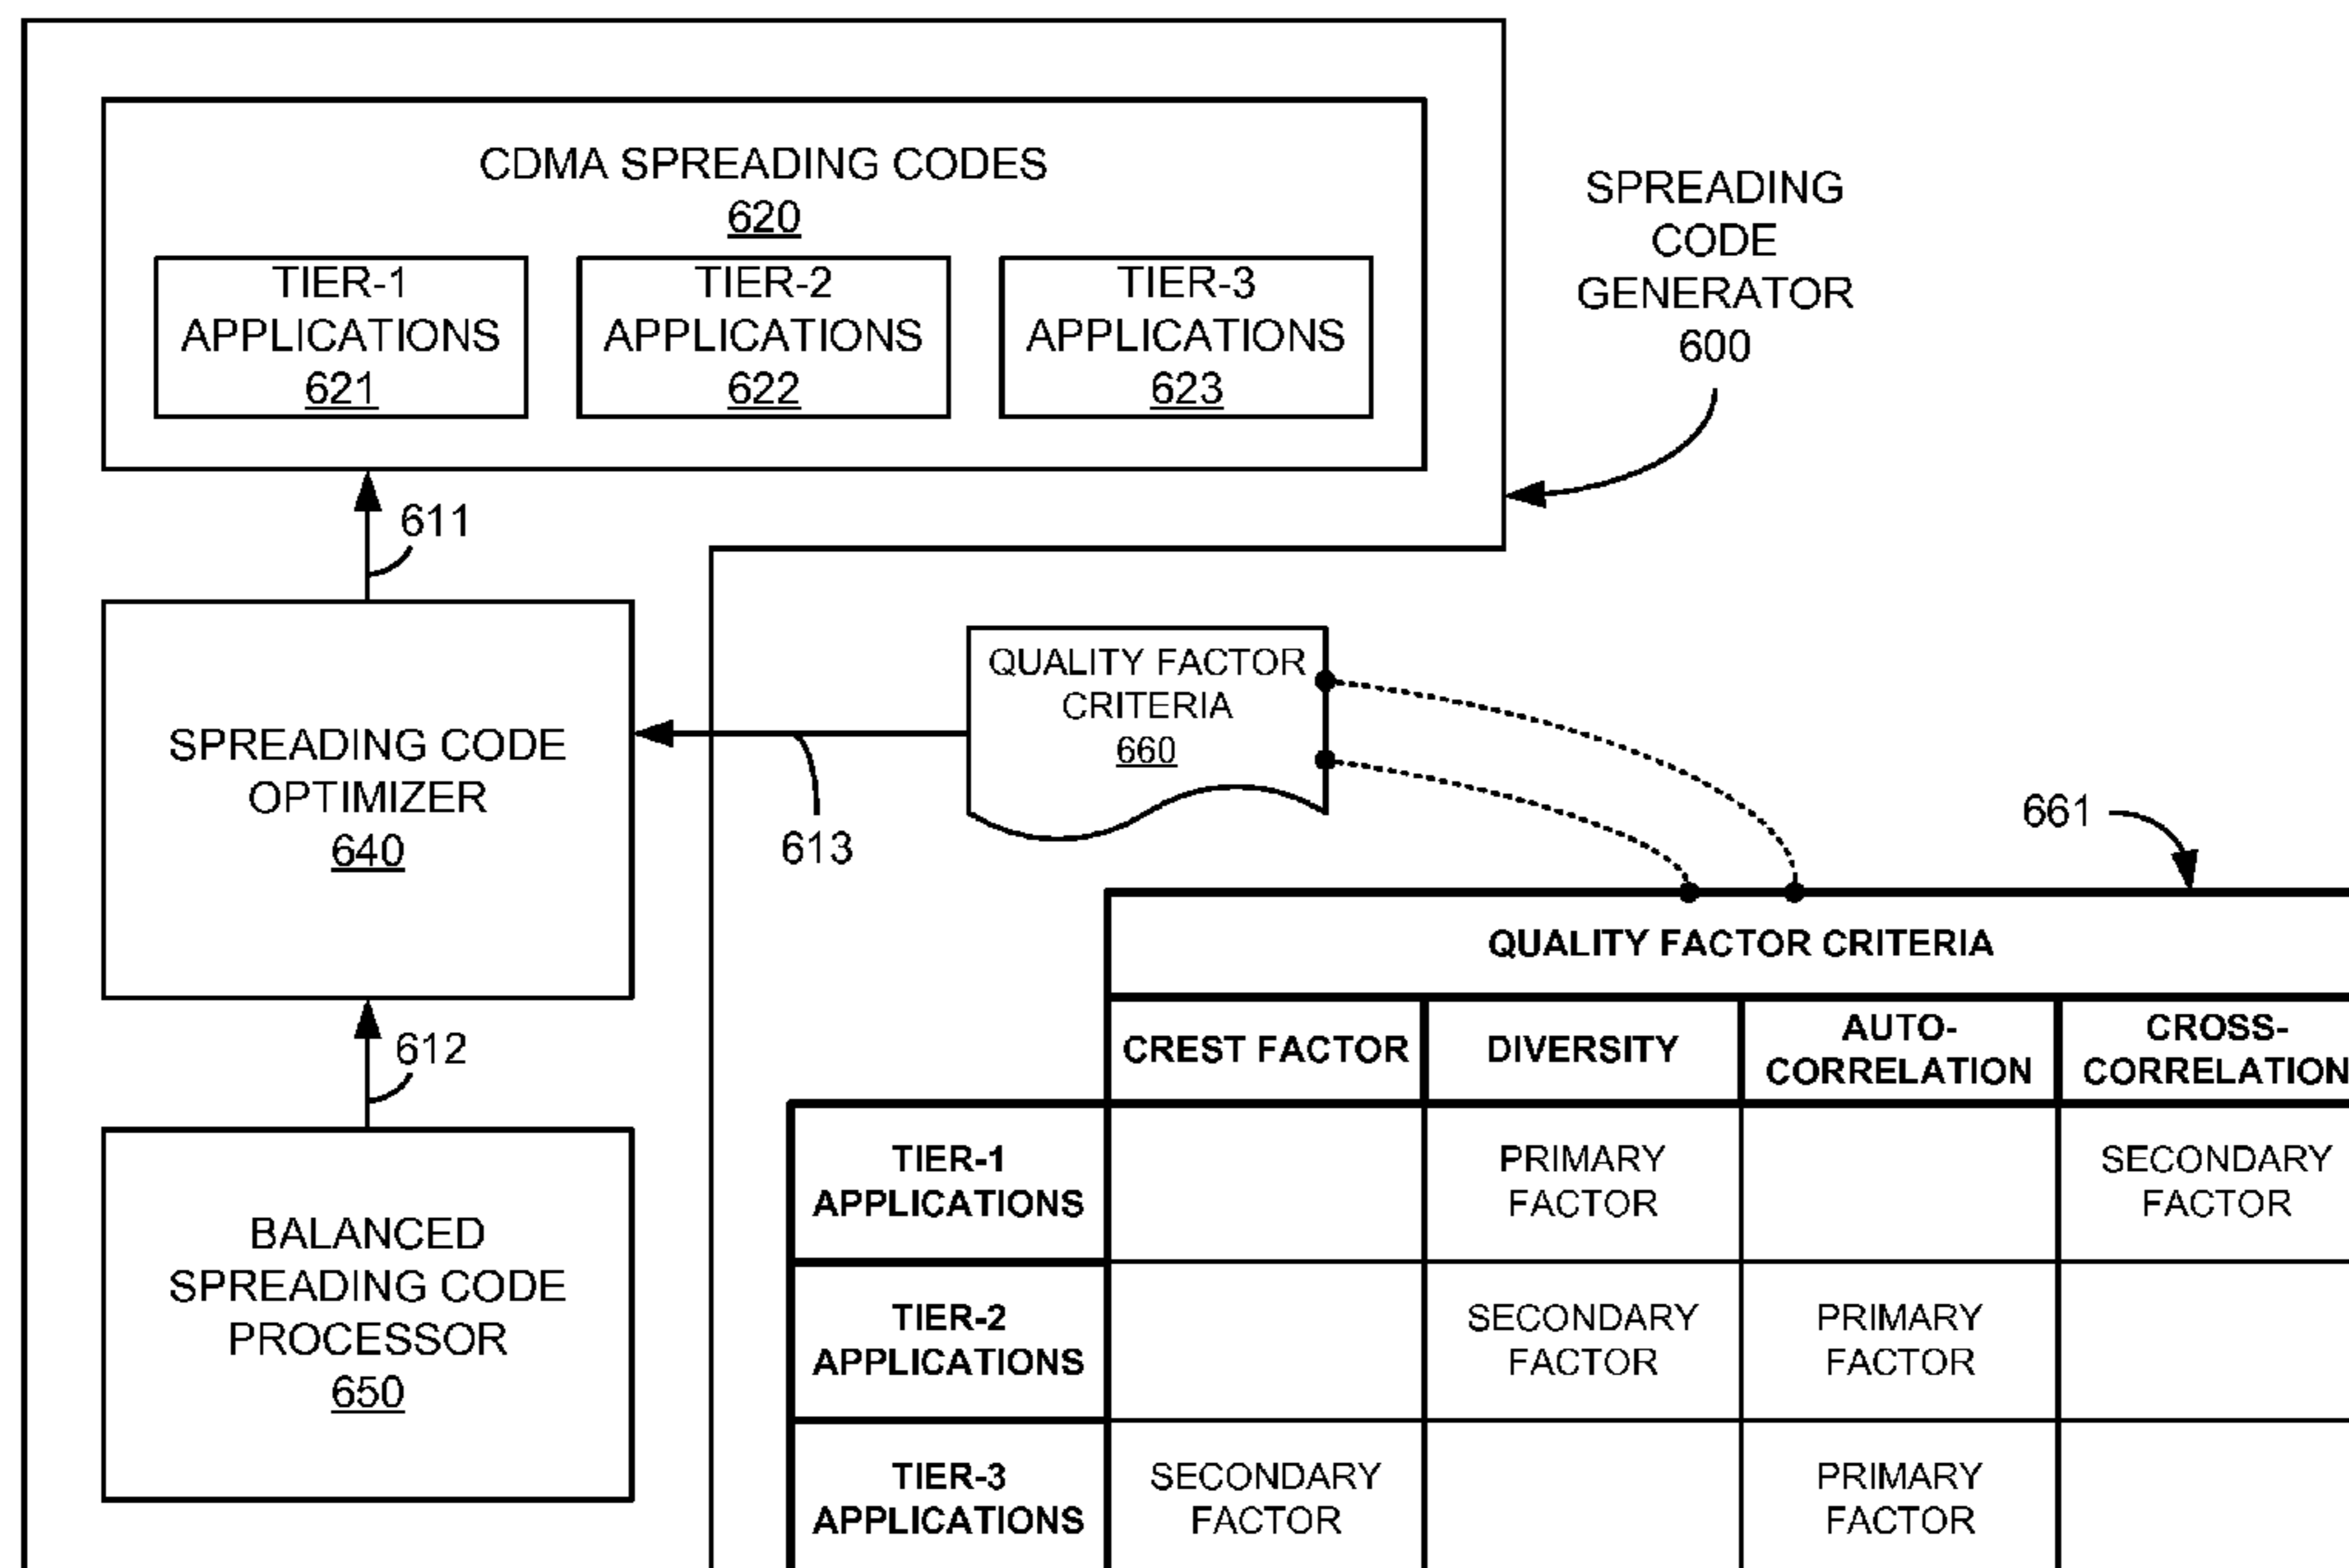 CDMA SPREADING CODES
620
TIER-1
APPLICATIONS
621
TIER-2
APPLICATIONS
622
TIER-3
APPLICATIONS
623
SPREADING
CODE
GENERATOR
600
611
SPREADING CODE
OPTIMIZER
640
QUALITY FACTOR
CRITERIA
660
613
612
BALANCED
SPREADING CODE
PROCESSOR
650
661
QUALITY FACTOR CRITERIA
CREST FACTOR
DIVERSITY
AUTO-
CORRELATION
CROSS-
CORRELATION
TIER-1
APPLICATIONS
PRIMARY
FACTOR
SECONDARY
FACTOR
TIER-2
APPLICATIONS
SECONDARY
FACTOR
PRIMARY
FACTOR
TIER-3
APPLICATIONS
SECONDARY
FACTOR
PRIMARY
FACTOR